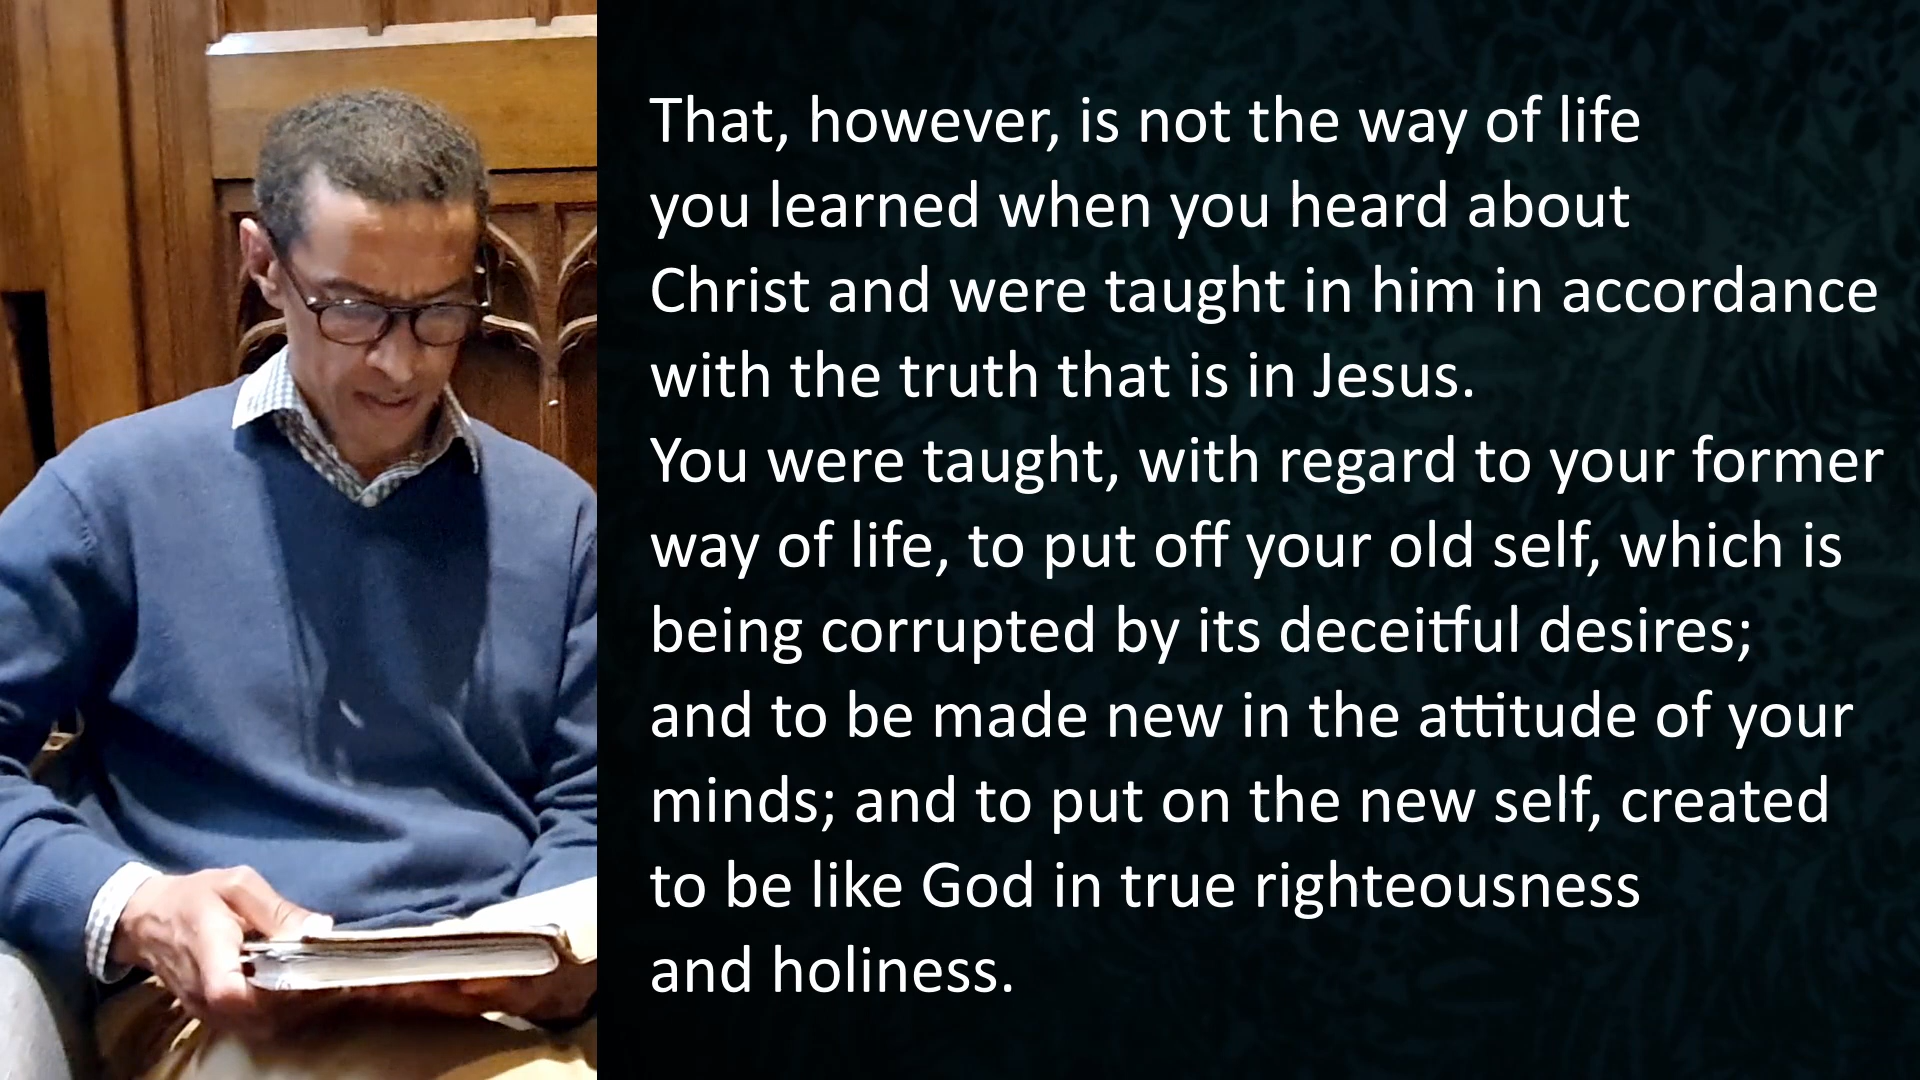 That, however, is not the way of life
you learned when you heard about
Christ and were taught in him in accordance
with the truth that is in Jesus.
You were taught, with regard to your former
way of life, to put off your old self, which is
being corrupted by its deceitful desires;
and to be made new in the attitude of your
minds; and to put on the new self, created
to be like God in true righteousness
and holiness.